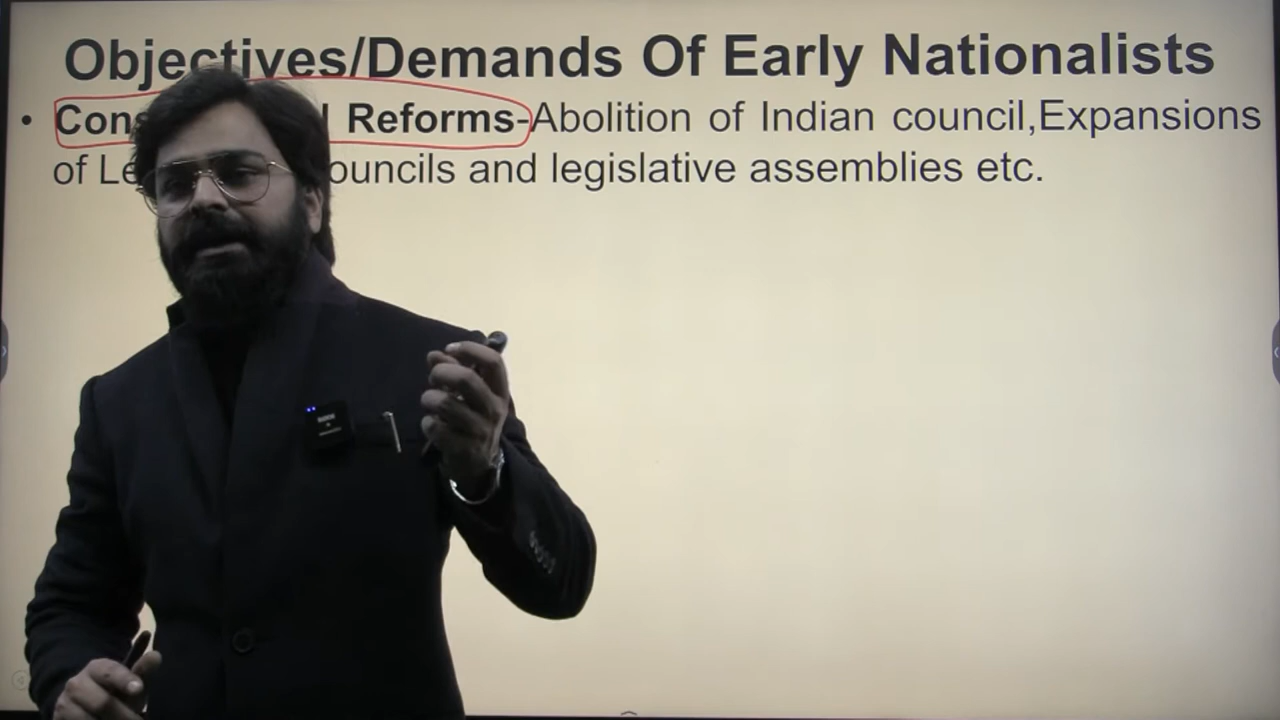 Objectives/Demands Of Early Nationalists
• Cons l Reforms-Abolition of Indian council,Expansions
of Le ouncils and legislative assemblies etc.